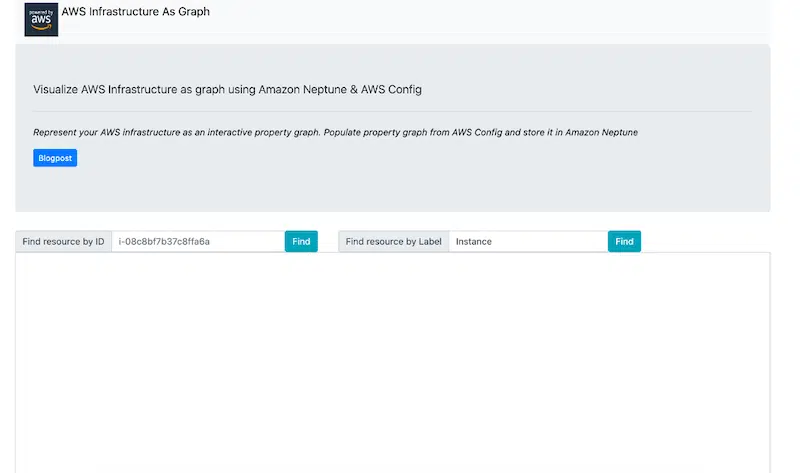 powered by
aws
AWS Infrastructure As Graph
Visualize AWS Infrastructure as graph using Amazon Neptune & AWS Config
Represent your AWS infrastructure as an interactive property graph. Populate property graph from AWS Config and store it in Amazon Neptune
Blogpost
Find resource by ID i-08c8bf7b37c8ffa6a Find Find resource by Label Instance Find